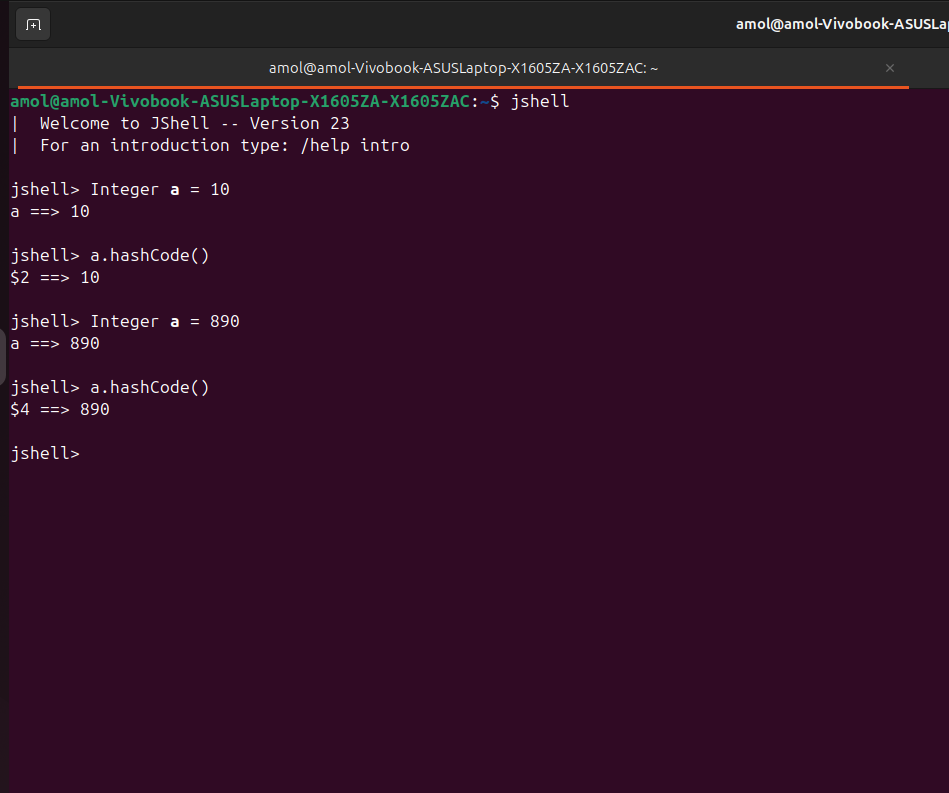 amol@amol-Vivobook-ASUSLa
amol@amol-Vivobook-ASUSLaptop-X1605ZA-X1605ZAC: ~
amol@amol-Vivobook-ASUSLaptop-X1605ZA-X1605ZAC:~$ jshell
|  Welcome to JShell -- Version 23
|  For an introduction type: /help intro
jshell> Integer a = 10
a ==> 10
jshell> a.hashCode()
$2 ==> 10
jshell> Integer a = 890
a ==> 890
jshell> a.hashCode()
$4 ==> 890
jshell>